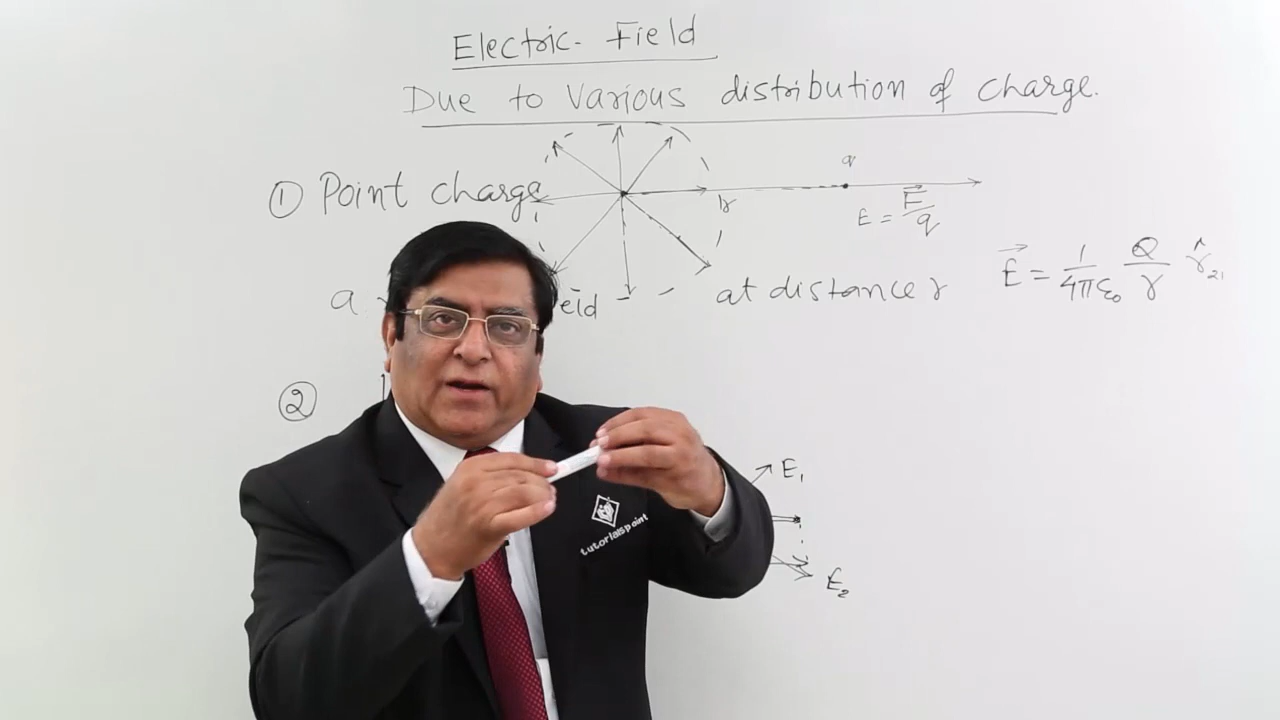 Electric Field
Due to Various distribution of charge.
① Point charge
q
r
E = F/q
a eld at distance r
E = 1/4πε₀ Q/r r̂₂₁
②
E₁
E₂
tutorialspoint